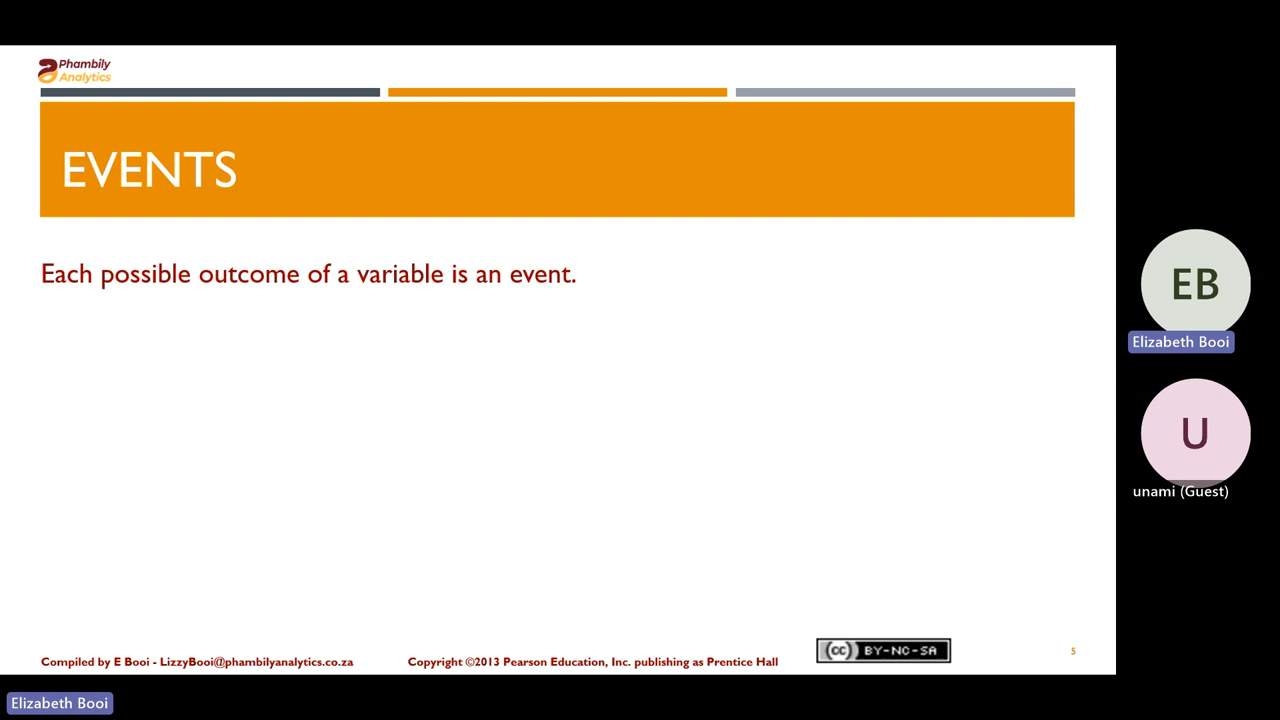 Phambily
Analytics
EVENTS
Each possible outcome of a variable is an event.
EB
Elizabeth Booi
U
unami (Guest)
Compiled by E Booi - LizzyBooi@phambilyanalytics.co.za
Copyright ©2013 Pearson Education, Inc. publishing as Prentice Hall
cc BY-NC-SA
5
Elizabeth Booi